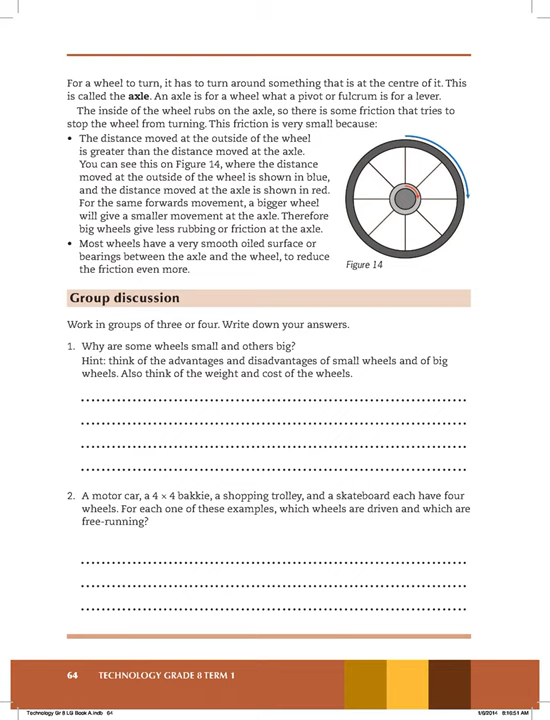 For a wheel to turn, it has to turn around something that is at the centre of it. This
is called the axle. An axle is for a wheel what a pivot or fulcrum is for a lever.
The inside of the wheel rubs on the axle, so there is some friction that tries to
stop the wheel from turning. This friction is very small because:
• The distance moved at the outside of the wheel
is greater than the distance moved at the axle.
You can see this on Figure 14, where the distance
moved at the outside of the wheel is shown in blue,
and the distance moved at the axle is shown in red.
For the same forwards movement, a bigger wheel
will give a smaller movement at the axle. Therefore
big wheels give less rubbing or friction at the axle.
• Most wheels have a very smooth oiled surface or
bearings between the axle and the wheel, to reduce
the friction even more.
Figure 14
Group discussion
Work in groups of three or four. Write down your answers.
1. Why are some wheels small and others big?
Hint: think of the advantages and disadvantages of small wheels and of big
wheels. Also think of the weight and cost of the wheels.
2. A motor car, a 4 × 4 bakkie, a shopping trolley, and a skateboard each have four
wheels. For each one of these examples, which wheels are driven and which are
free-running?
64 TECHNOLOGY GRADE 8 TERM 1
Technology Gr 8 LG Book A.indb 64
1/6/2014 8:16:51 AM